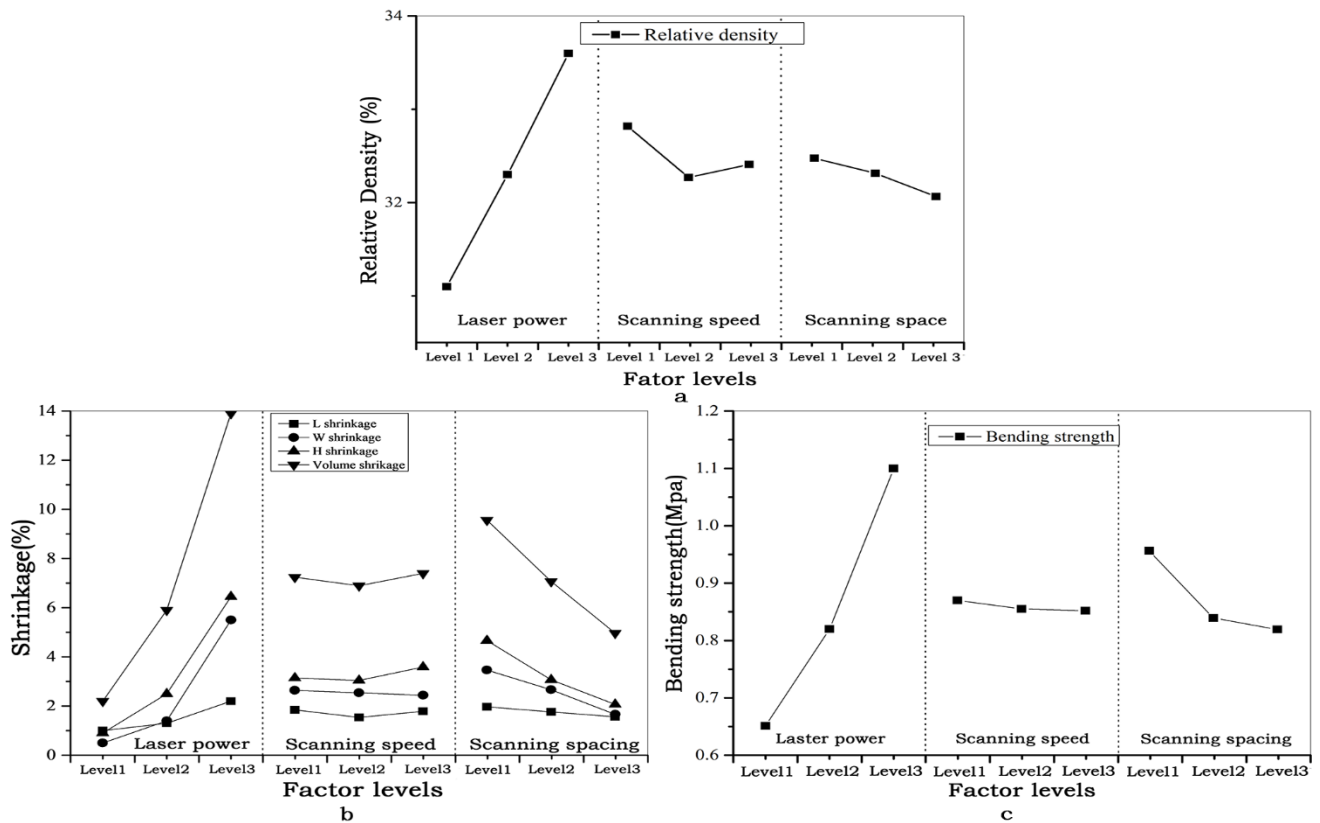 34
Relative density
32
Relative Density (%)
Laser power
Scanning speed
Scanning space
Level 1
Level 2
Level 3
Level 1
Level 2
Level 3
Level 1
Level 2
Level 3
Fator levels
a
14
12
10
8
6
4
2
0
Shrinkage(%)
L shrinkage
W shrinkage
H shrinkage
Volume shrikage
Laser power
Scanning speed
Scanning spacing
Level1
Level2
Level3
Level1
Level2
Level3
Level1
Level2
Level3
Factor levels
b
1.2
1.1
1.0
0.9
0.8
0.7
0.6
Bending strength(Mpa)
Bending strength
Laster power
Scanning speed
Scanning spacing
Level1
Level2
Level3
Level1
Level2
Level3
Level1
Level2
Level3
Factor levels
c